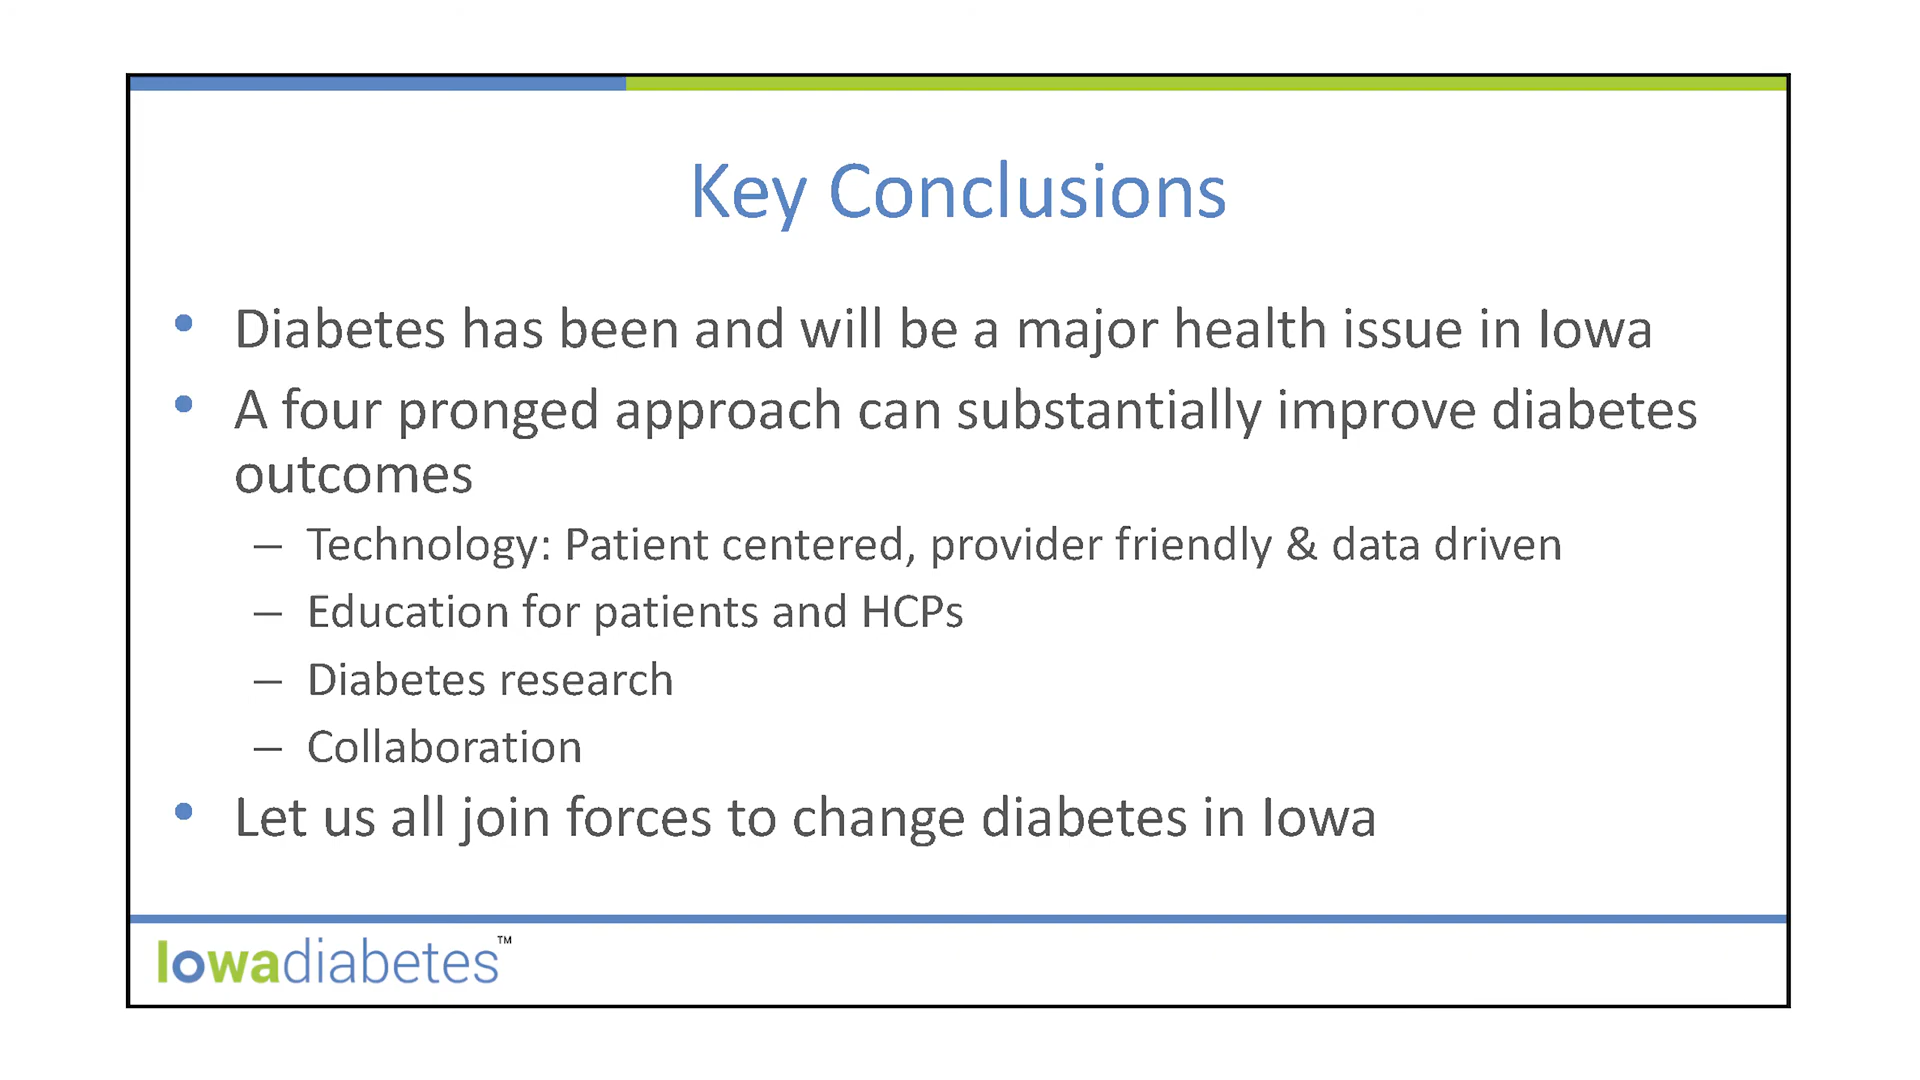 Key Conclusions
• Diabetes has been and will be a major health issue in Iowa
• A four pronged approach can substantially improve diabetes
outcomes
– Technology: Patient centered, provider friendly & data driven
– Education for patients and HCPs
– Diabetes research
– Collaboration
• Let us all join forces to change diabetes in Iowa
Iowadiabetes™